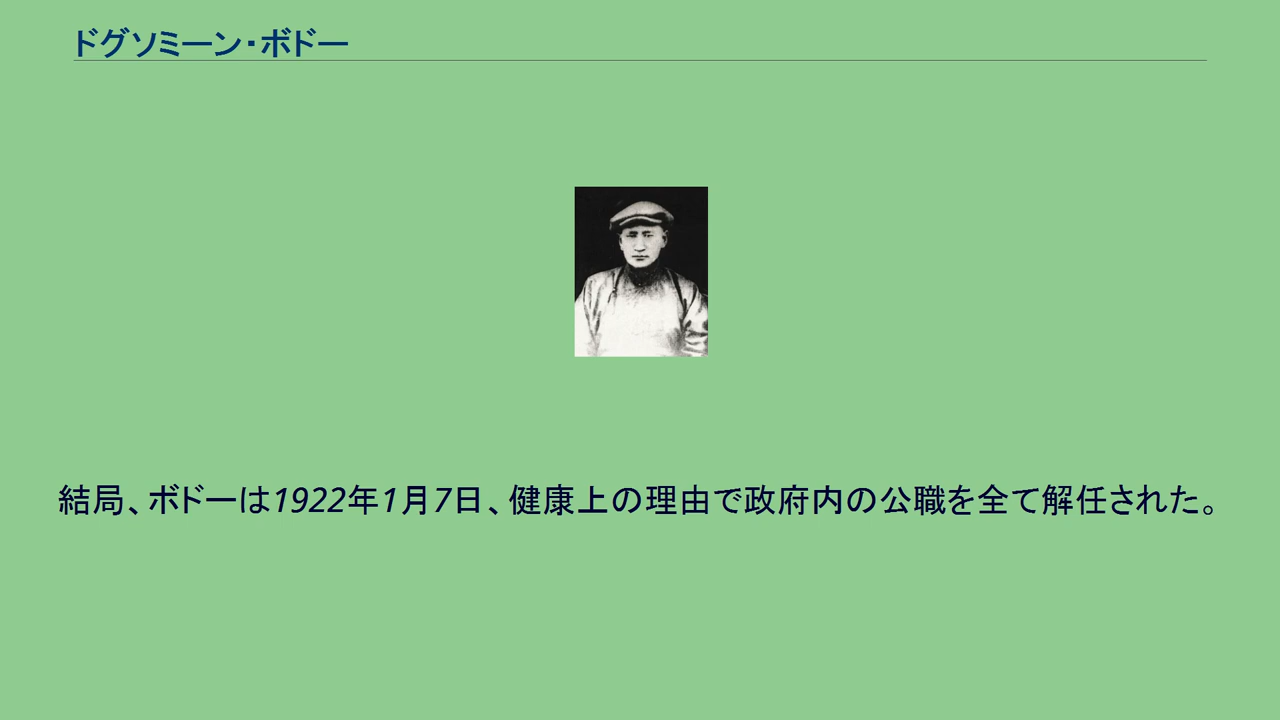 ドグソミーン・ボドー
結局、ボドーは1922年1月7日、健康上の理由で政府内の公職を全て解任された。